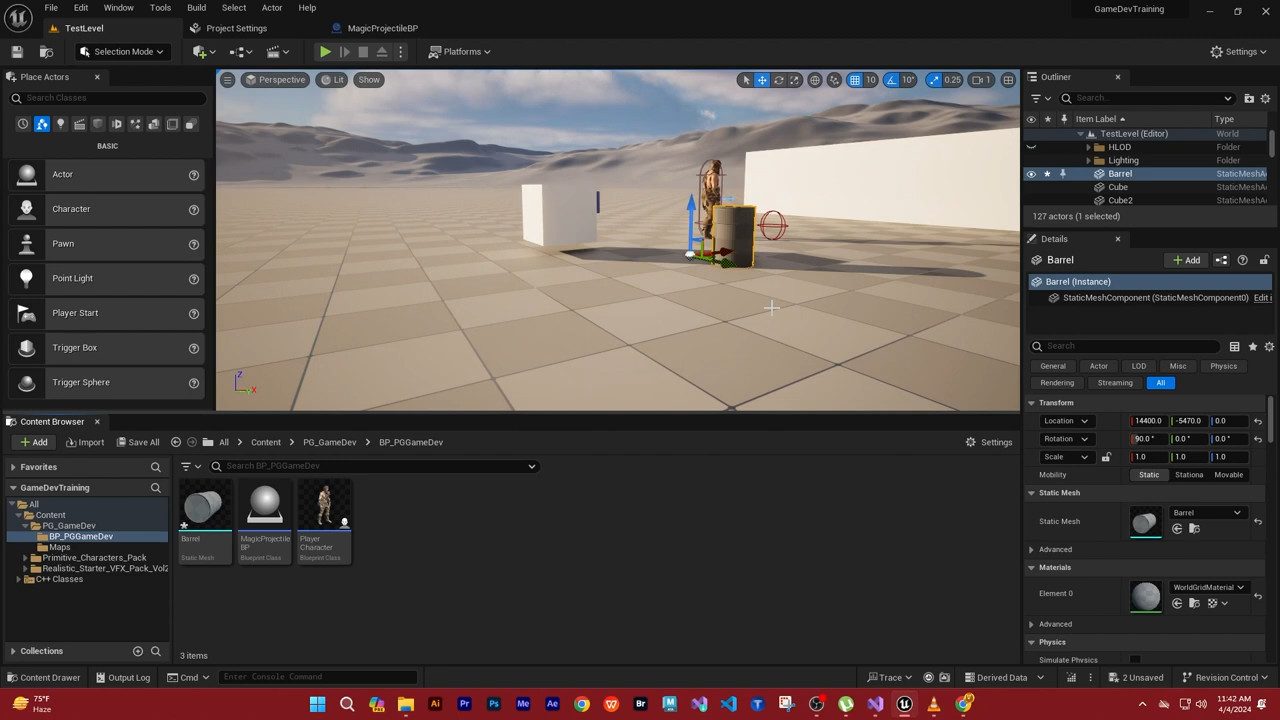 File Edit Window Tools Build Select Actor Help
GameDevTraining
TestLevel Project Settings MagicProjectileBP
Selection Mode Platforms Settings
Place Actors
Search Classes
BASIC
Actor
Character
Pawn
Point Light
Player Start
Trigger Box
Trigger Sphere
Perspective Lit Show 10 10° 0.25 1
Z
X
Outliner
Search...
Item Label Type
TestLevel (Editor) World
HLOD Folder
Lighting Folder
Barrel StaticMeshA
Cube StaticMeshA
Cube2 StaticMeshA
127 actors (1 selected)
Details
Barrel Add
Barrel (Instance)
StaticMeshComponent (StaticMeshComponent0) Edit i
Search
General Actor LOD Misc Physics
Rendering Streaming All
Transform
Location 14400.0 -5470.0 0.0
Rotation 90.0 ° 0.0 ° 0.0 °
Scale 1.0 1.0 1.0
Mobility Static Stationa Movable
Static Mesh
Static Mesh Barrel
Advanced
Materials
Element 0 WorldGridMaterial
Advanced
Physics
Simulate Physics
Content Browser
Add Import Save All All Content PG_GameDev BP_PGGameDev Settings
Favorites
GameDevTraining
All
Content
PG_GameDev
BP_PGGameDev
Maps
Primitive_Characters_Pack
Realistic_Starter_VFX_Pack_Vol2
C++ Classes
Collections
Search BP_PGGameDev
Barrel
Static Mesh
MagicProjectile
BP
Blueprint Class
Player
Character
Blueprint Class
3 items
Content Drawer Output Log Cmd Enter Console Command Trace Derived Data 2 Unsaved Revision Control
75°F
Haze
11:42 AM
4/4/2024